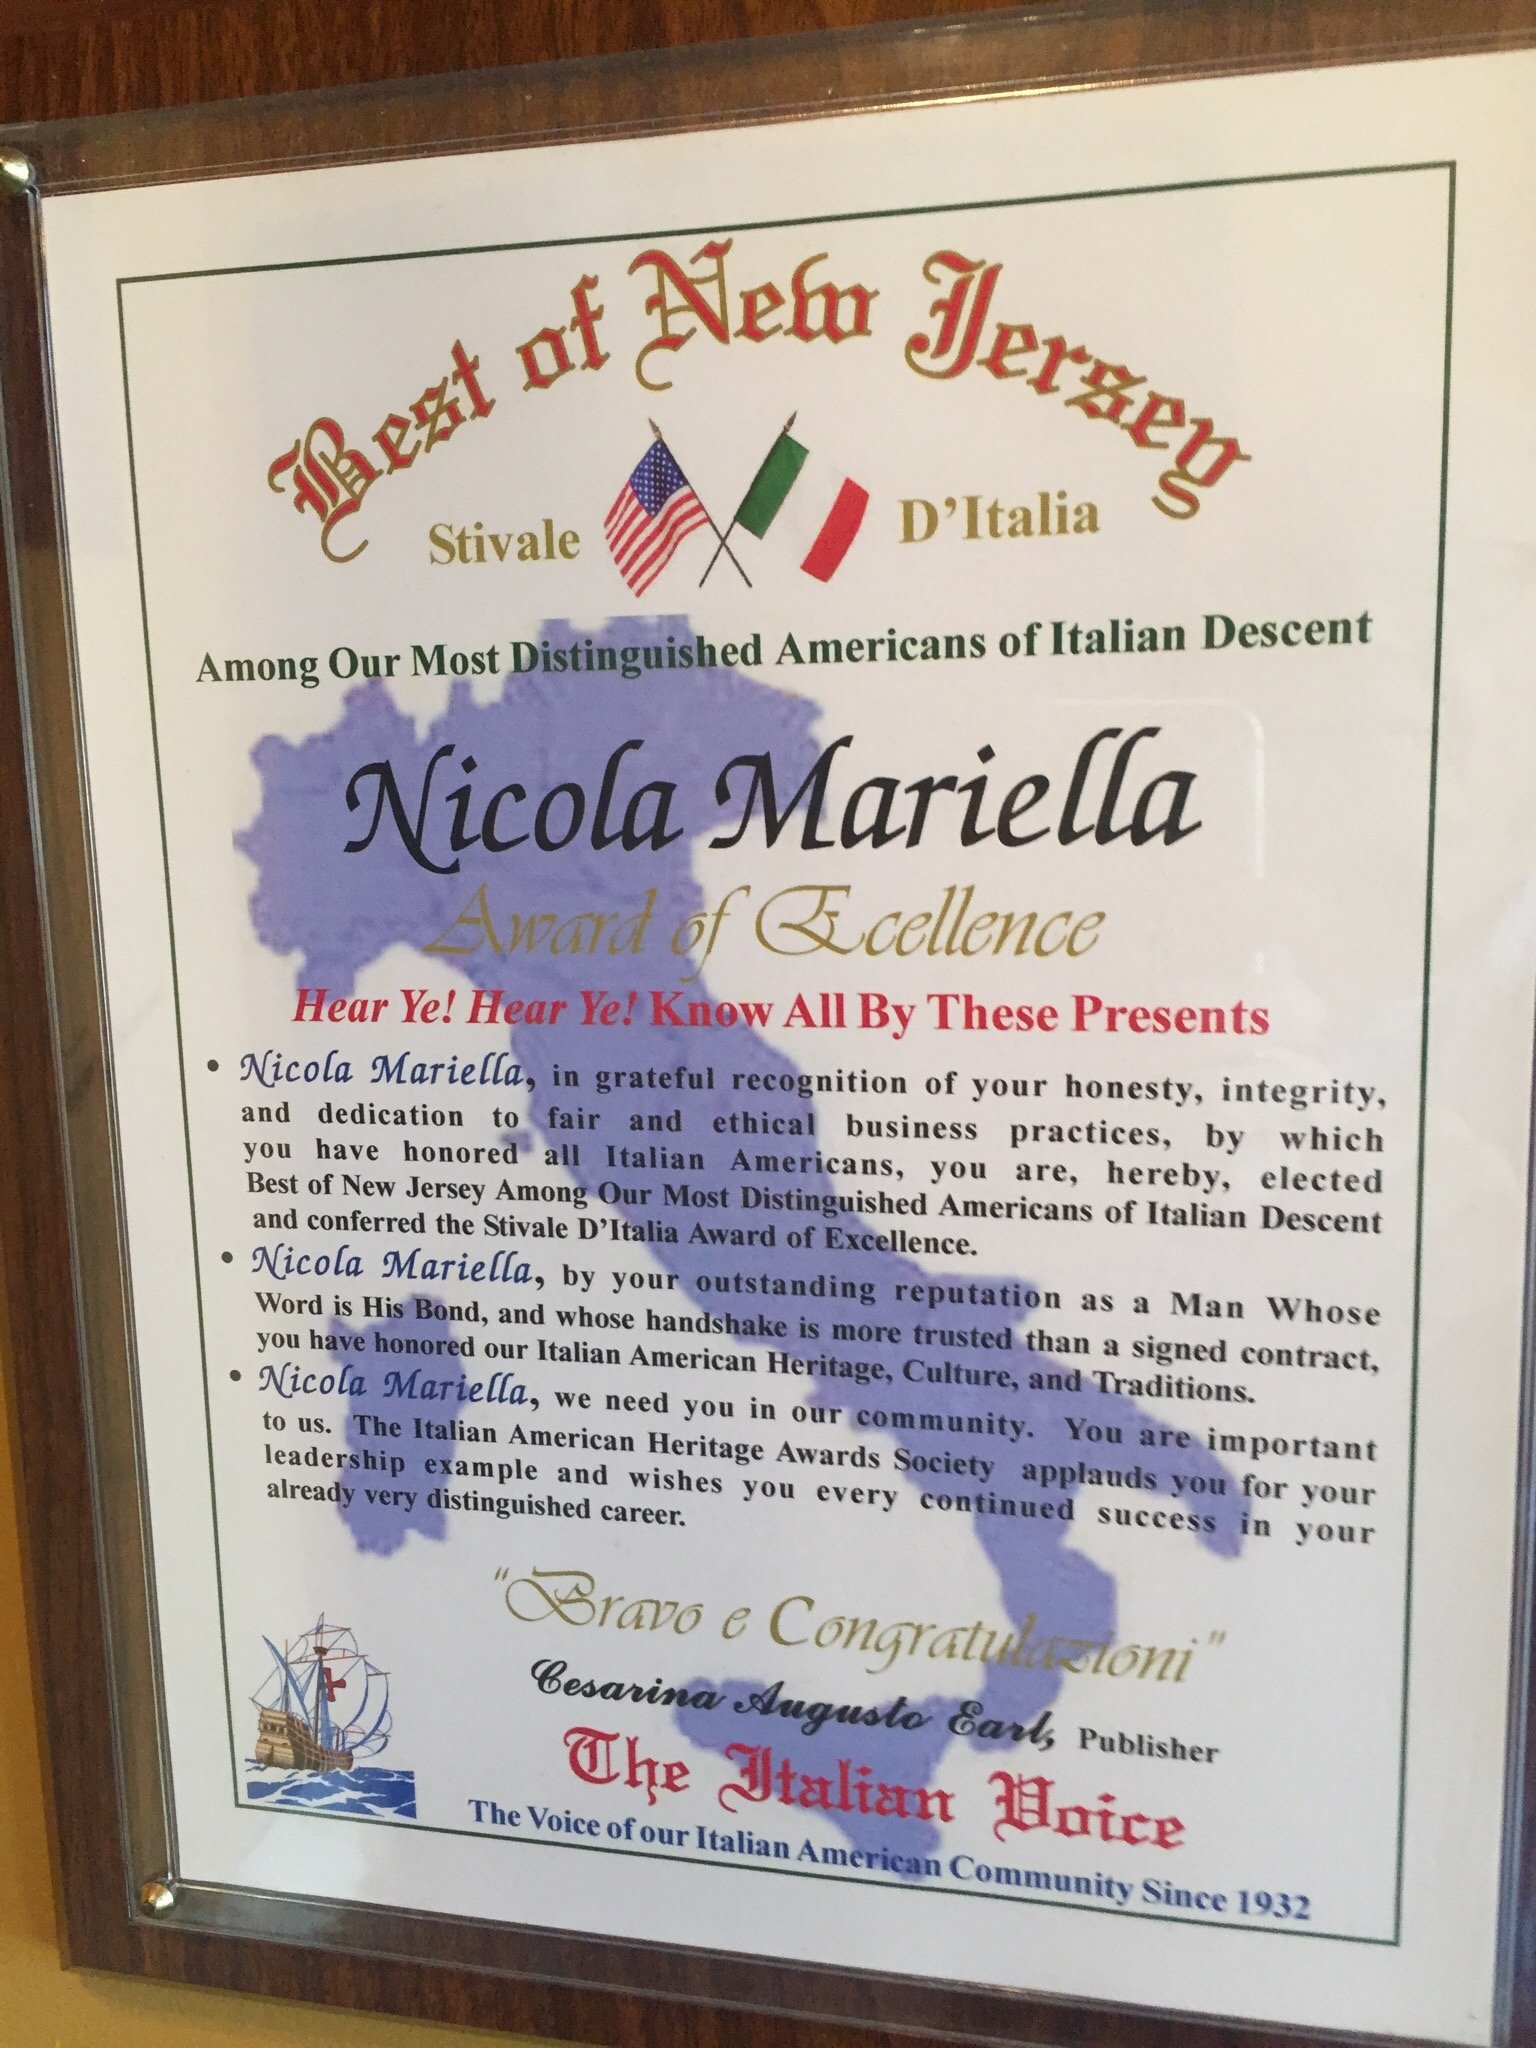 Best of New Jersey
Stivale D'Italia
Among Our Most Distinguished Americans of Italian Descent
Nicola Mariella
Award of Ecellence
Hear Ye! Hear Ye! Know All By These Presents
• Nicola Mariella, in grateful recognition of your honesty, integrity,
and dedication to fair and ethical business practices, by which
you have honored all Italian Americans, you are, hereby, elected
Best of New Jersey Among Our Most Distinguished Americans of Italian Descent
and conferred the Stivale D'Italia Award of Excellence.
• Nicola Mariella, by your outstanding reputation as a Man Whose
Word is His Bond, and whose handshake is more trusted than a signed contract,
you have honored our Italian American Heritage, Culture, and Traditions.
• Nicola Mariella, we need you in our community. You are important
to us. The Italian American Heritage Awards Society applauds you for your
leadership example and wishes you every continued success in your
already very distinguished career.
"Bravo e Congratulazioni"
Cesarina Augusto Earl, Publisher
The Italian Voice
The Voice of our Italian American Community Since 1932